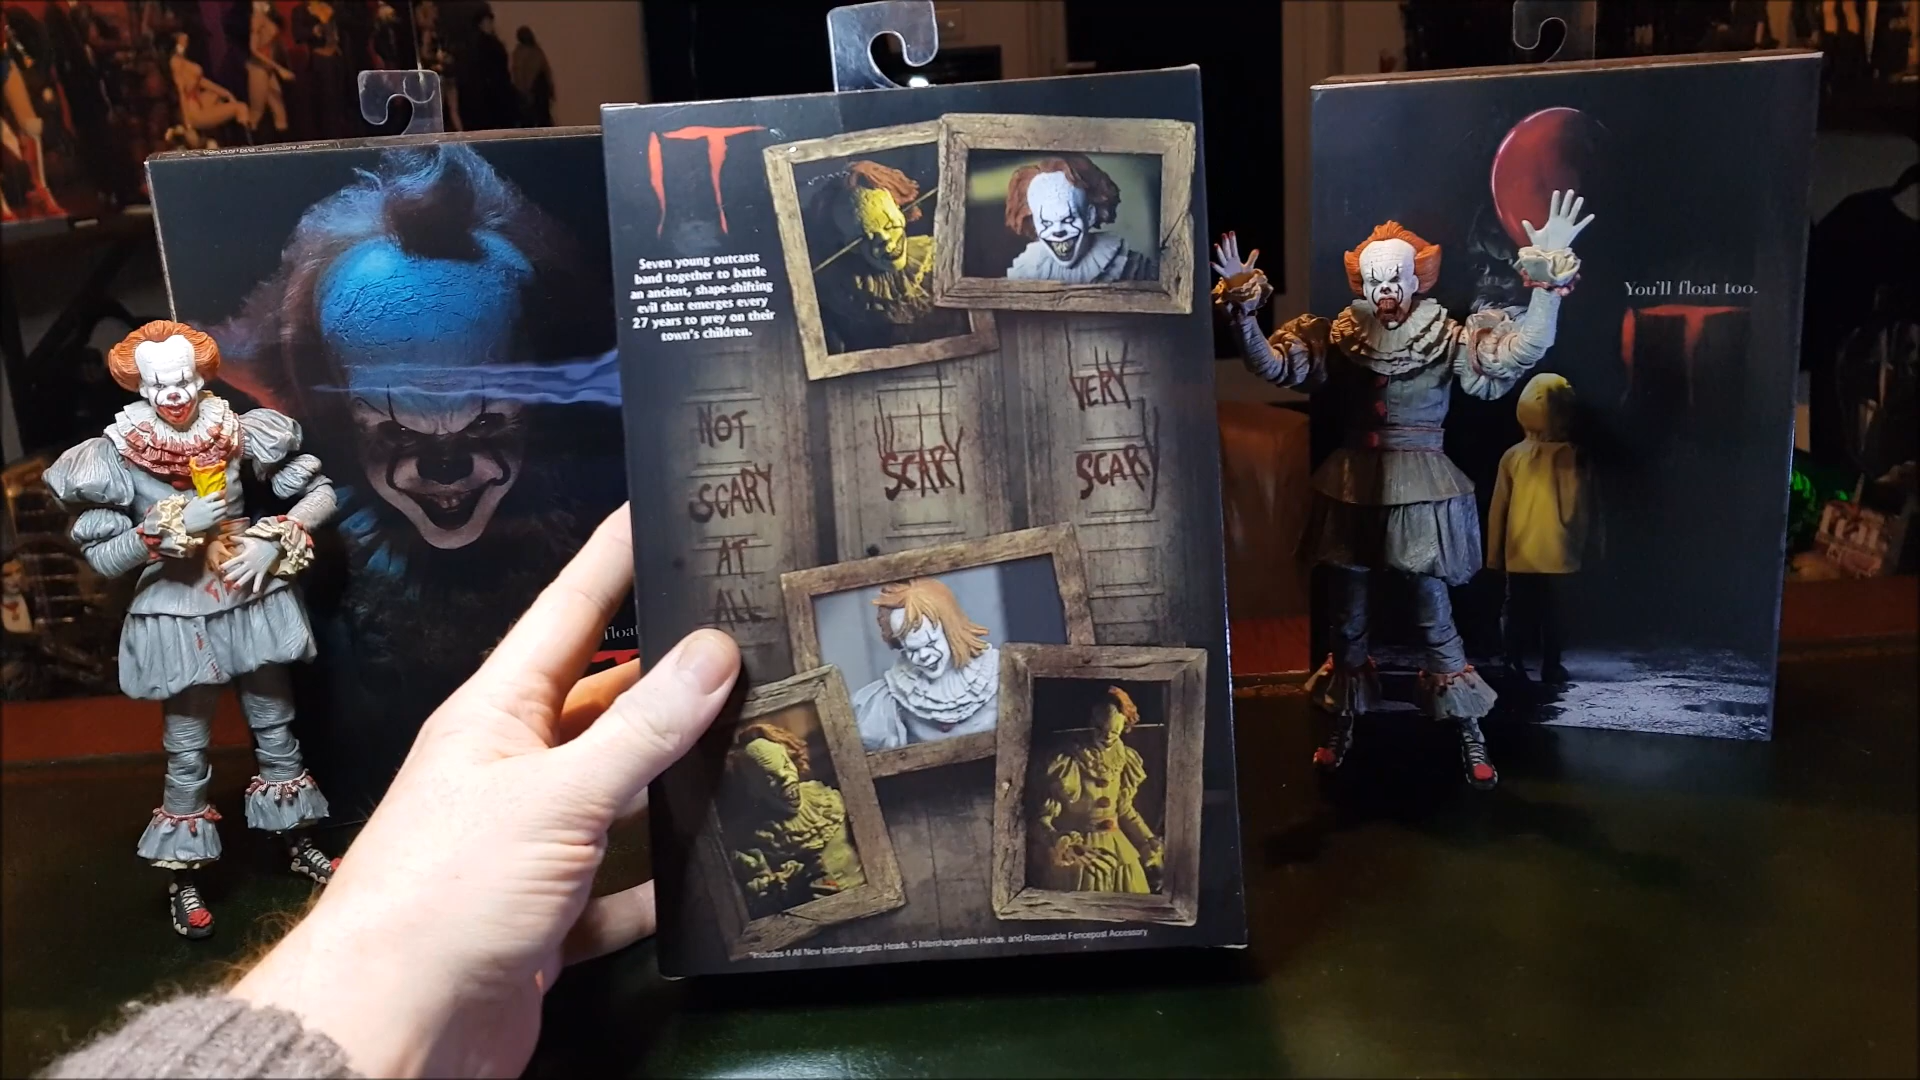 IT
Seven young outcasts
band together to battle
an ancient, shape-shifting
evil that emerges every
27 years to prey on their
town's children.
NOT
SCARY
AT
ALL
SCARY
VERY
SCARY
*Includes 4 All New Interchangeable Heads, 5 Interchangeable Hands, and Removable Fencepost Accessory
You'll float too.
IT
float